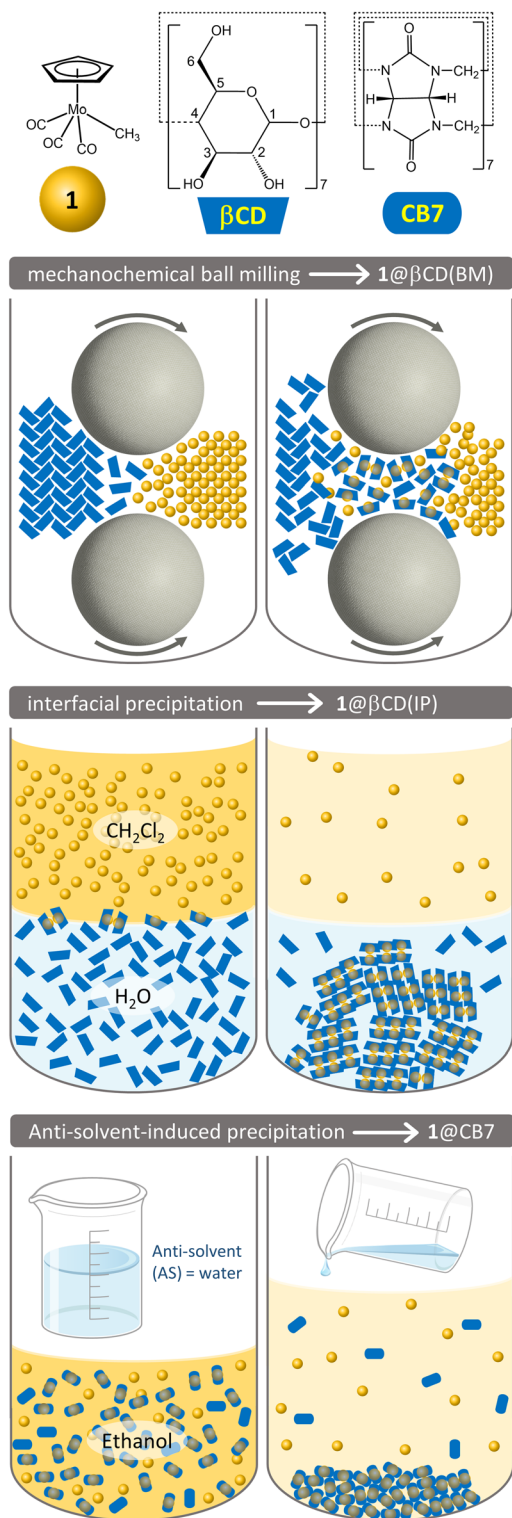 Mo
OC
OC
CO
CH₃
1
OH
6
5
O
4
1
O
3
2
HO
OH
7
βCD
O
N
N
CH₂
H
H
N
N
CH₂
O
7
CB7
mechanochemical ball milling ⟶ 1@βCD(BM)
interfacial precipitation ⟶ 1@βCD(IP)
CH₂Cl₂
H₂O
Anti-solvent-induced precipitation ⟶ 1@CB7
Anti-solvent
(AS) = water
Ethanol